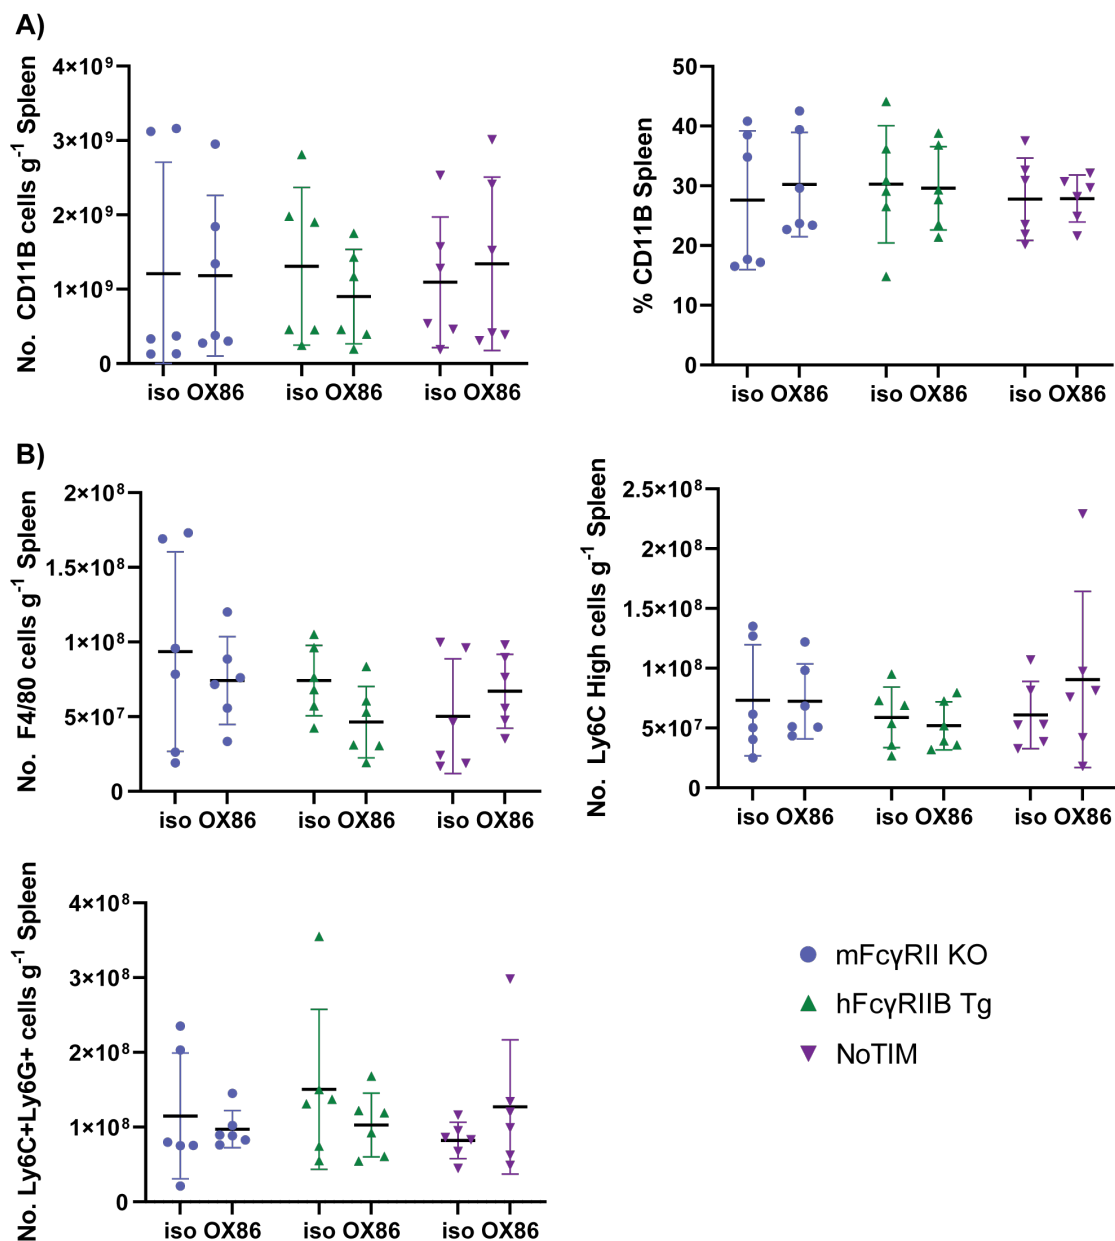 A)
No. CD11B cells g⁻¹ Spleen
4×10⁹
3×10⁹
2×10⁹
1×10⁹
0
iso OX86 iso OX86 iso OX86
% CD11B Spleen
50
40
30
20
10
0
iso OX86 iso OX86 iso OX86
B)
No. F4/80 cells g⁻¹ Spleen
2×10⁸
1.5×10⁸
1×10⁸
5×10⁷
0
iso OX86 iso OX86 iso OX86
No. Ly6C High cells g⁻¹ Spleen
2.5×10⁸
2×10⁸
1.5×10⁸
1×10⁸
5×10⁷
0
iso OX86 iso OX86 iso OX86
No. Ly6C+Ly6G+ cells g⁻¹ Spleen
4×10⁸
3×10⁸
2×10⁸
1×10⁸
0
iso OX86 iso OX86 iso OX86
mFcγRII KO
hFcγRIIB Tg
NoTIM